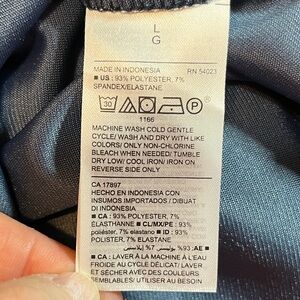 L
G
MADE IN INDONESIA RN 54023
■ US: 93% POLYESTER, 7%
SPANDEX/ELASTANE
30 P
1166
MACHINE WASH COLD GENTLE
CYCLE/ WASH AND DRY WITH LIKE
COLORS/ ONLY NON-CHLORINE
BLEACH WHEN NEEDED/ TUMBLE
DRY LOW/ COOL IRON/ IRON ON
REVERSE SIDE ONLY
CA 17897
HECHO EN INDONESIA CON
INSUMOS IMPORTADOS / DIBUAT
DI INDONESIA
■ CA: 93% POLYESTER, 7%
ÉLASTHANNE ■ CL/MX/PE: 93%
poliéster, 7% elastano ■ ID: 93%
Poliester, 7% elastane
■ AE: 93%
■ CA: LAVER À LA MACHINE À L'EAU
FROIDE AU CYCLE DÉLICAT/ LAVER
ET SÉCHER AVEC DES COULEURS
SEMBLABLES/ UTILISER UN